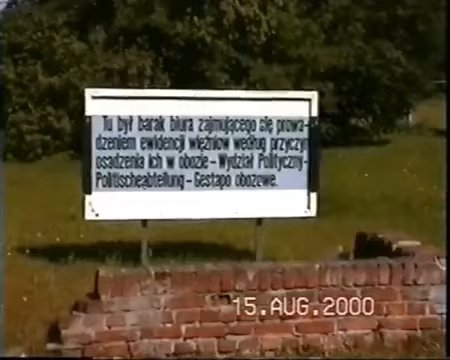 Tu był barak biura zajmującego się prowa-
dzeniem ewidencji więźniów według przyczyn
osadzenia ich w obozie – Wydział Polityczny-
Politischeabteilung – Gestapo obozowe.
15.AUG.2000